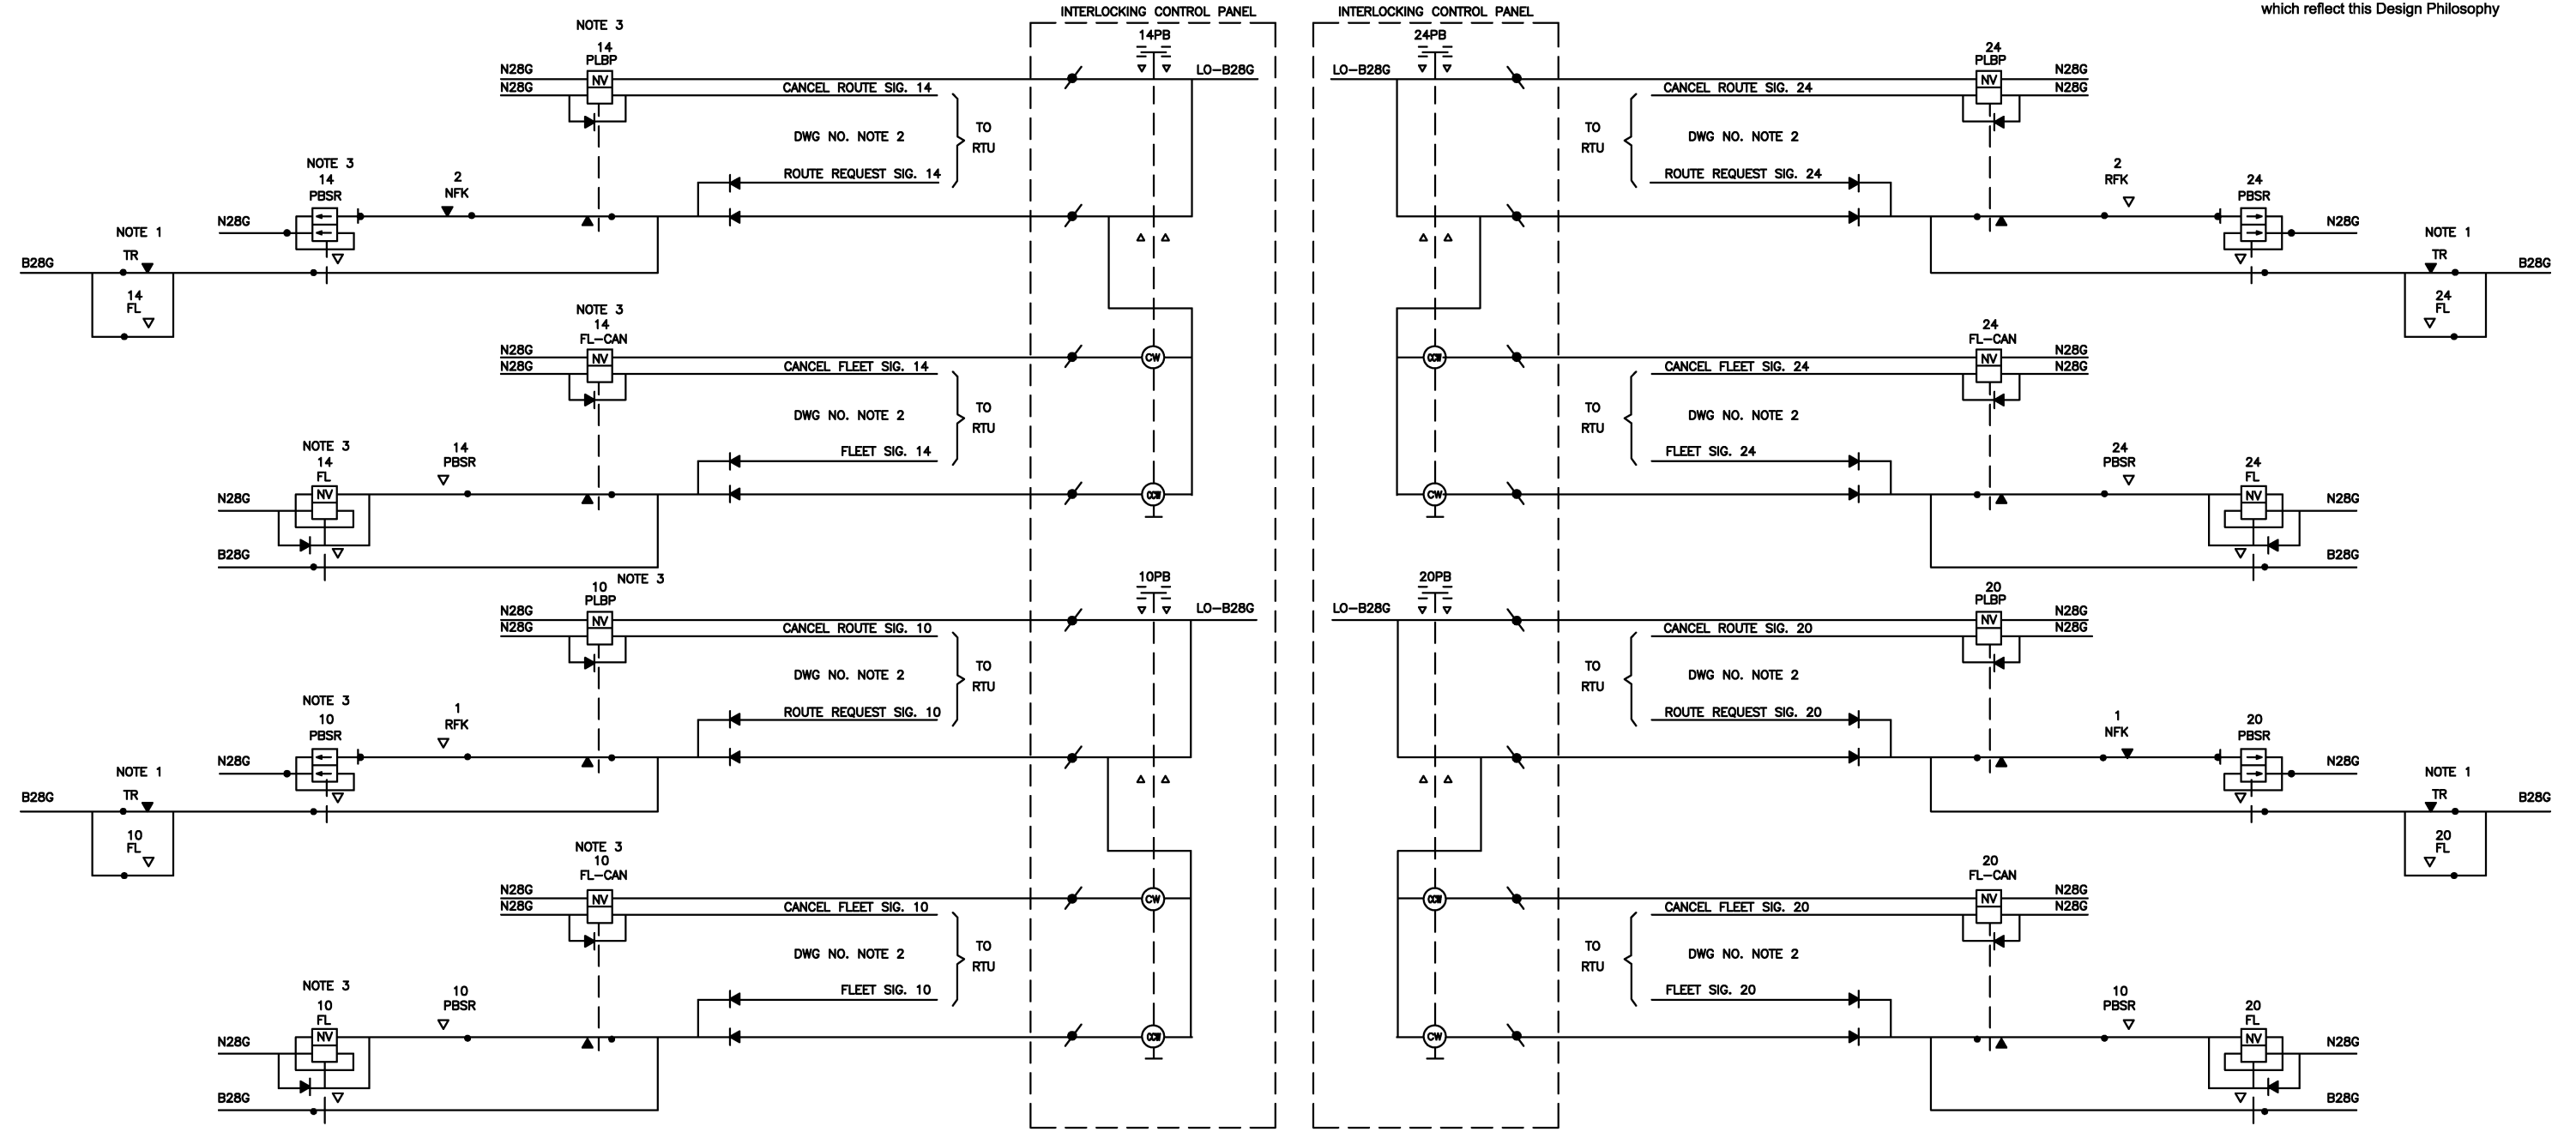 which reflect this Design Philosophy
INTERLOCKING CONTROL PANEL
INTERLOCKING CONTROL PANEL
NOTE 3
14
PLBP
NV
N28G
N28G
CANCEL ROUTE SIG. 14
DWG NO. NOTE 2
TO
RTU
ROUTE REQUEST SIG. 14
14PB
LO-B28G
NOTE 3
14
PBSR
2
NFK
N28G
NOTE 1
TR
B28G
14
FL
NOTE 3
14
FL-CAN
NV
N28G
N28G
CANCEL FLEET SIG. 14
DWG NO. NOTE 2
TO
RTU
FLEET SIG. 14
CW
CCW
NOTE 3
14
FL
NV
14
PBSR
N28G
B28G
NOTE 3
10
PLBP
NV
N28G
N28G
CANCEL ROUTE SIG. 10
DWG NO. NOTE 2
TO
RTU
ROUTE REQUEST SIG. 10
10PB
LO-B28G
NOTE 3
10
PBSR
1
RFK
N28G
NOTE 1
TR
B28G
10
FL
NOTE 3
10
FL-CAN
NV
N28G
N28G
CANCEL FLEET SIG. 10
DWG NO. NOTE 2
TO
RTU
FLEET SIG. 10
CW
CCW
NOTE 3
10
FL
NV
10
PBSR
N28G
B28G
24PB
LO-B28G
24
PLBP
NV
N28G
N28G
CANCEL ROUTE SIG. 24
TO
RTU
DWG NO. NOTE 2
ROUTE REQUEST SIG. 24
2
RFK
24
PBSR
N28G
NOTE 1
TR
B28G
24
FL
24
FL-CAN
NV
N28G
N28G
CCW
CANCEL FLEET SIG. 24
TO
RTU
DWG NO. NOTE 2
FLEET SIG. 24
CW
24
PBSR
24
FL
NV
N28G
B28G
20PB
LO-B28G
20
PLBP
NV
N28G
N28G
CANCEL ROUTE SIG. 20
TO
RTU
DWG NO. NOTE 2
ROUTE REQUEST SIG. 20
1
NFK
20
PBSR
N28G
NOTE 1
TR
B28G
20
FL
20
FL-CAN
NV
N28G
N28G
CCW
CANCEL FLEET SIG. 20
TO
RTU
DWG NO. NOTE 2
FLEET SIG. 20
CW
10
PBSR
20
FL
NV
N28G
B28G